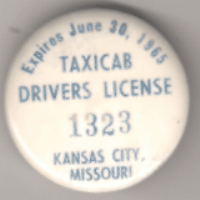 Expires June 30, 1965
TAXICAB
DRIVERS LICENSE
1323
KANSAS CITY,
MISSOURI